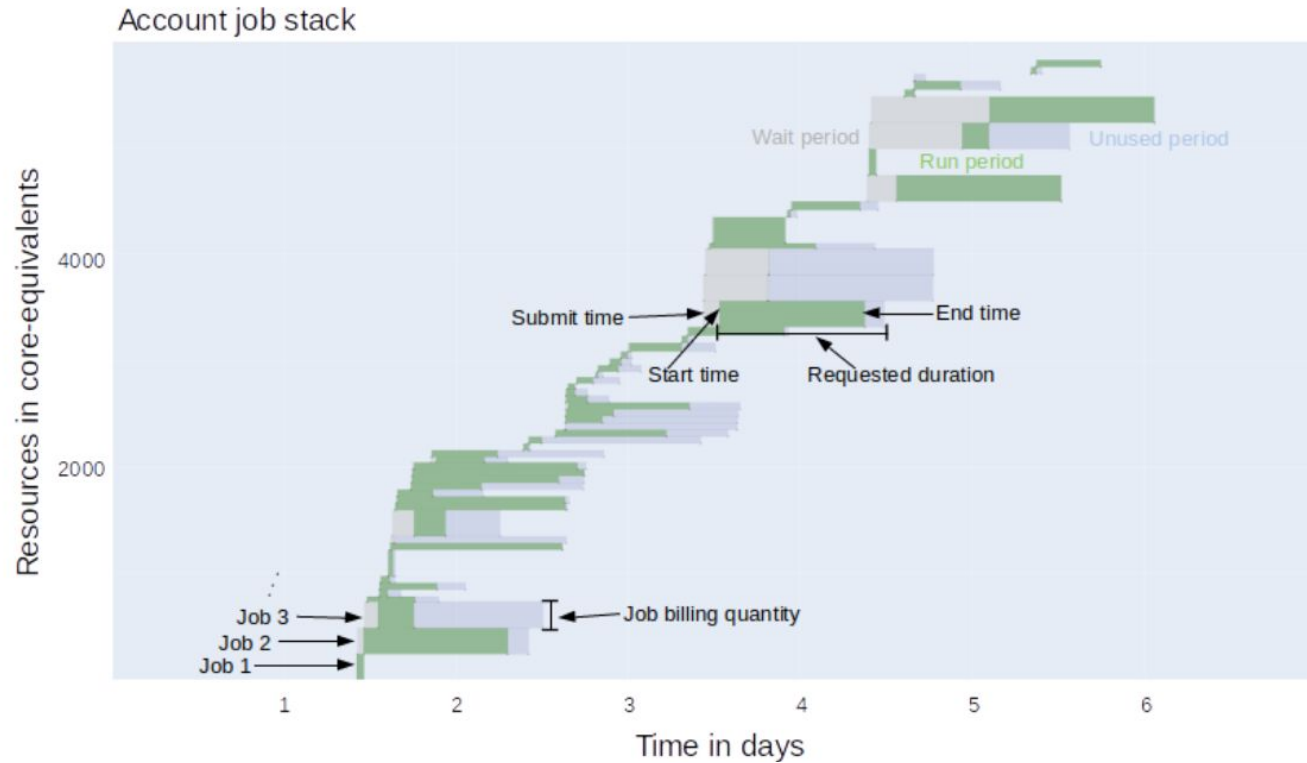 Account job stack
Resources in core-equivalents
4000
2000
Wait period
Unused period
Run period
Submit time
End time
Start time
Requested duration
Job 3
Job billing quantity
Job 2
Job 1
1 2 3 4 5 6
Time in days